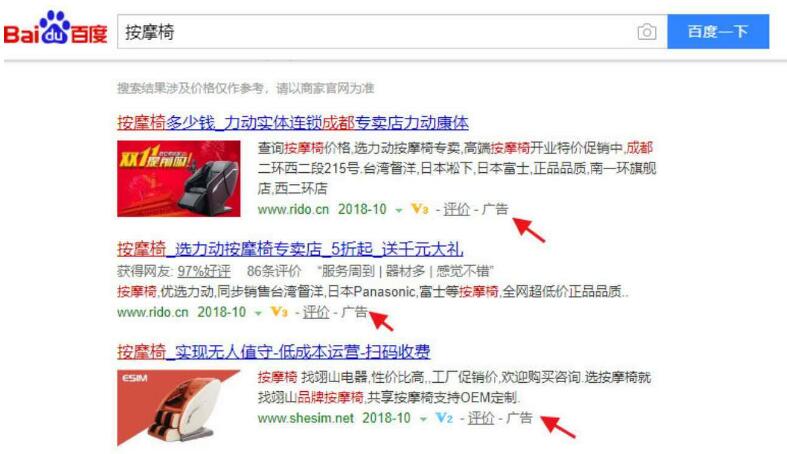 Bai du 百度 按摩椅 百度一下
搜索结果涉及价格仅作参考，请以商家官网为准
按摩椅多少钱_力动实体连锁成都专卖店力动康体
双11提前购
查询按摩椅价格,选力动按摩椅专卖,高端按摩椅开业特价促销中,成都
二环西二段215号.台湾督洋,日本凇下,日本富士,正品品质,南一环旗舰
店,西二环店
www.rido.cn 2018-10 V3 - 评价 - 广告
按摩椅_选力动按摩椅专卖店_5折起_送千元大礼
获得网友: 97%好评 86条评价 “服务周到 | 器材多 | 感觉不错”
按摩椅,优选力动,同步销售台湾督洋,日本Panasonic,富士等按摩椅,全网超低价正品品质..
www.rido.cn 2018-10 V3 - 评价 - 广告
按摩椅_实现无人值守-低成本运营-扫码收费
ESIM
按摩椅 找翊山电器,性价比高,,工厂促销价,欢迎购买咨询.选按摩椅就
找翊山品牌按摩椅,共享按摩椅支持OEM定制.
www.shesim.net 2018-10 V2 - 评价 - 广告